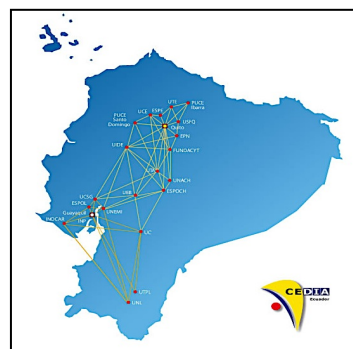 UTE
PUCE
Ibarra
ESPE
UCE
PUCE
Santo
Domingo
USFQ
Quito
EPN
UIDE
FUNDACYT
UNACH
ESPOCH
UCSG
ESPOL
Guayaquil
UNEMI
INOCAR
UC
UTPL
UNL
CEDIA
Ecuador